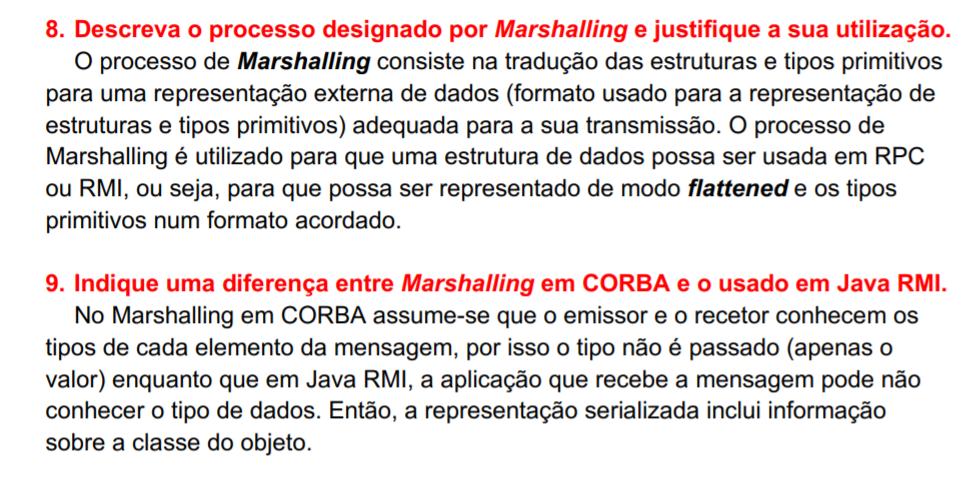 8. Descreva o processo designado por Marshalling e justifique a sua utilização.
O processo de Marshalling consiste na tradução das estruturas e tipos primitivos
para uma representação externa de dados (formato usado para a representação de
estruturas e tipos primitivos) adequada para a sua transmissão. O processo de
Marshalling é utilizado para que uma estrutura de dados possa ser usada em RPC
ou RMI, ou seja, para que possa ser representado de modo flattened e os tipos
primitivos num formato acordado.
9. Indique uma diferença entre Marshalling em CORBA e o usado em Java RMI.
No Marshalling em CORBA assume-se que o emissor e o recetor conhecem os
tipos de cada elemento da mensagem, por isso o tipo não é passado (apenas o
valor) enquanto que em Java RMI, a aplicação que recebe a mensagem pode não
conhecer o tipo de dados. Então, a representação serializada inclui informação
sobre a classe do objeto.